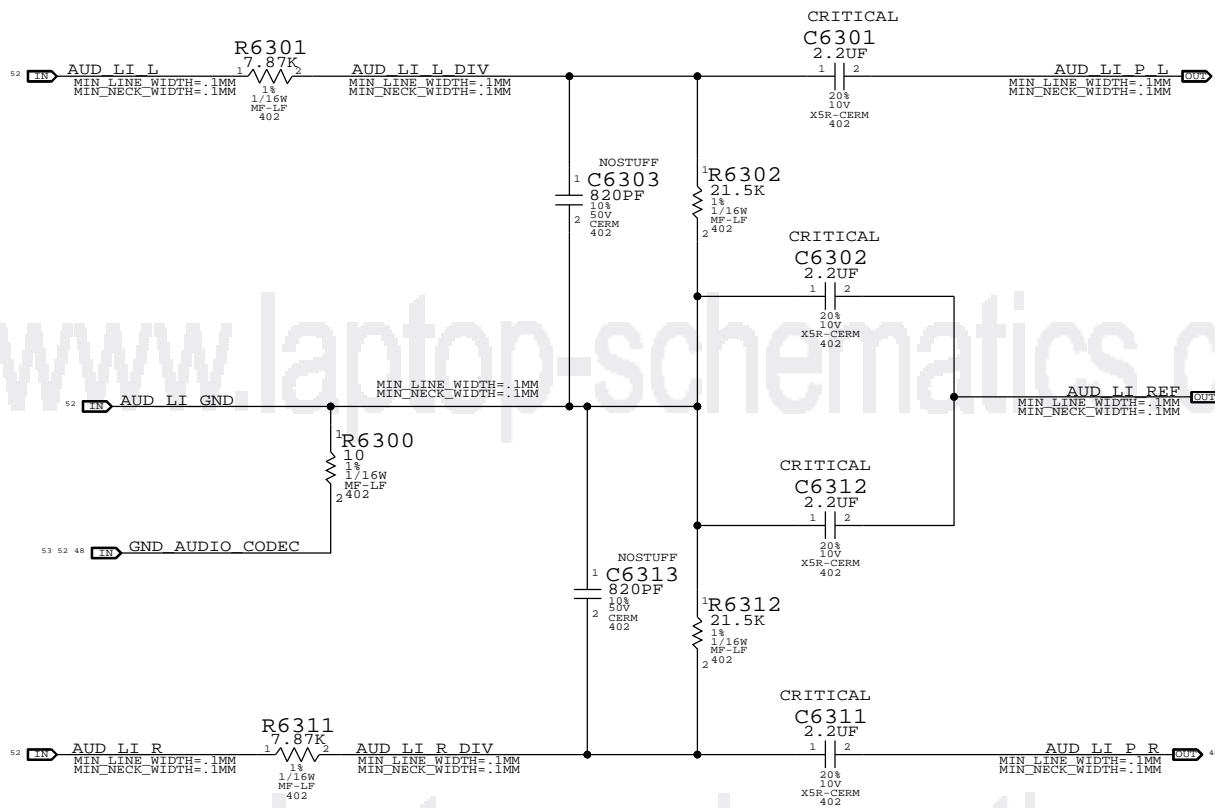 CRITICAL
C6301
2.2UF
1 2
20%
10V
X5R-CERM
402
R6301
7.87K
1 2
1%
1/16W
MF-LF
402
52 IN AUD_LI_L
MIN_LINE_WIDTH=.1MM
MIN_NECK_WIDTH=.1MM
AUD_LI_L_DIV
MIN_LINE_WIDTH=.1MM
MIN_NECK_WIDTH=.1MM
AUD_LI_P_L OUT
MIN_LINE_WIDTH=.1MM
MIN_NECK_WIDTH=.1MM
NOSTUFF
1 C6303
820PF
10%
50V
2 CERM
402
1 R6302
21.5K
1%
1/16W
MF-LF
2 402
CRITICAL
C6302
2.2UF
1 2
20%
10V
X5R-CERM
402
www.laptop-schematics.c
52 IN AUD_LI_GND
MIN_LINE_WIDTH=.1MM
MIN_NECK_WIDTH=.1MM
AUD_LI_REF OUT
MIN_LINE_WIDTH=.1MM
MIN_NECK_WIDTH=.1MM
1 R6300
10
1%
1/16W
MF-LF
2 402
CRITICAL
C6312
2.2UF
1 2
20%
10V
X5R-CERM
402
53 52 48 IN GND_AUDIO_CODEC
NOSTUFF
1 C6313
820PF
10%
50V
2 CERM
402
1 R6312
21.5K
1%
1/16W
MF-LF
2 402
CRITICAL
C6311
2.2UF
1 2
20%
10V
X5R-CERM
402
R6311
7.87K
1 2
1%
1/16W
MF-LF
402
52 IN AUD_LI_R
MIN_LINE_WIDTH=.1MM
MIN_NECK_WIDTH=.1MM
AUD_LI_R_DIV
MIN_LINE_WIDTH=.1MM
MIN_NECK_WIDTH=.1MM
AUD_LI_P_R OUT 4
MIN_LINE_WIDTH=.1MM
MIN_NECK_WIDTH=.1MM